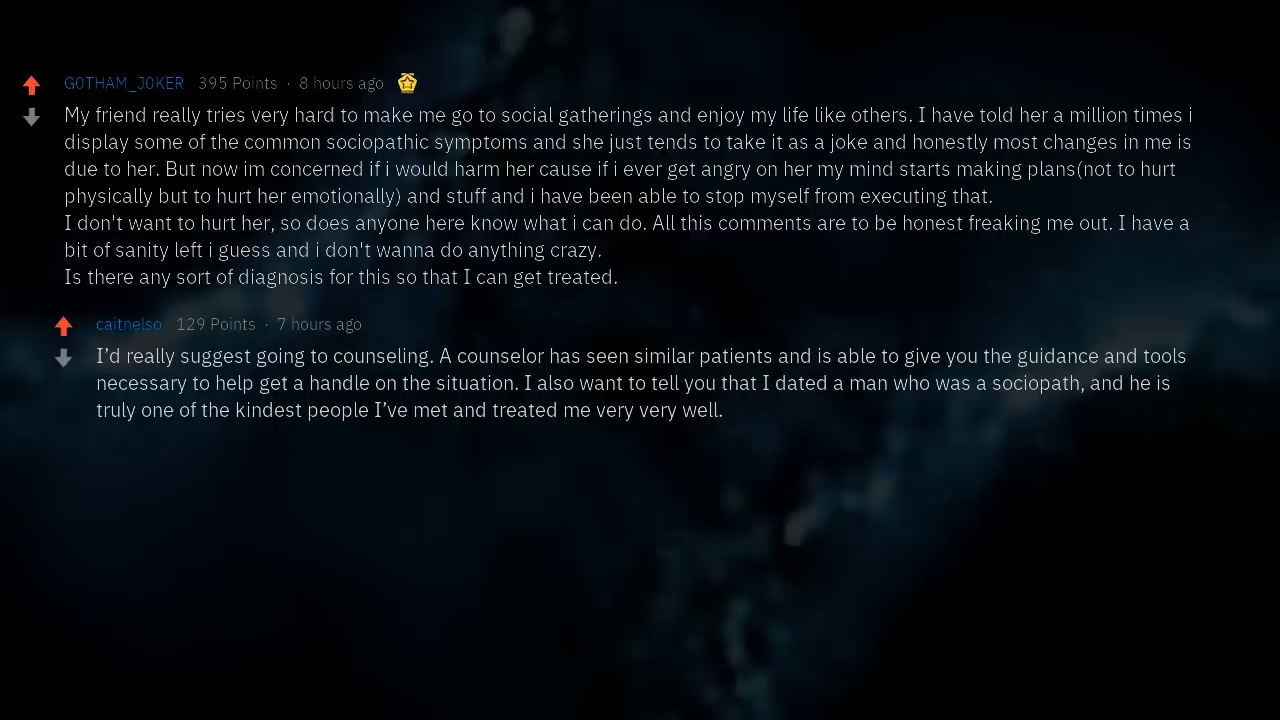 G0THAM_J0KER 395 Points · 8 hours ago
My friend really tries very hard to make me go to social gatherings and enjoy my life like others. I have told her a million times i
display some of the common sociopathic symptoms and she just tends to take it as a joke and honestly most changes in me is
due to her. But now im concerned if i would harm her cause if i ever get angry on her my mind starts making plans(not to hurt
physically but to hurt her emotionally) and stuff and i have been able to stop myself from executing that.
I don't want to hurt her, so does anyone here know what i can do. All this comments are to be honest freaking me out. I have a
bit of sanity left i guess and i don't wanna do anything crazy.
Is there any sort of diagnosis for this so that I can get treated.
caitnelso 129 Points · 7 hours ago
I’d really suggest going to counseling. A counselor has seen similar patients and is able to give you the guidance and tools
necessary to help get a handle on the situation. I also want to tell you that I dated a man who was a sociopath, and he is
truly one of the kindest people I’ve met and treated me very very well.